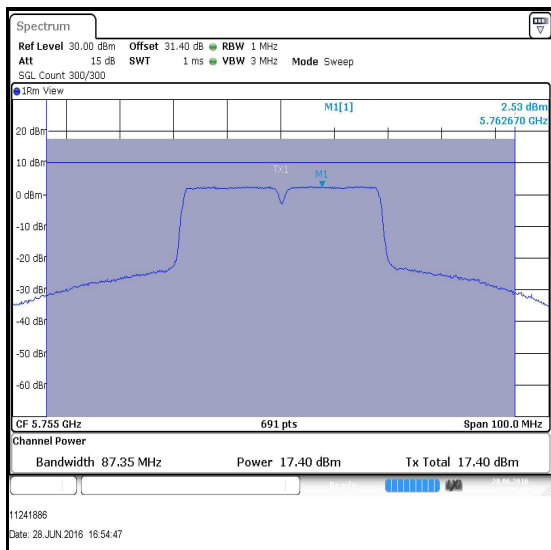 Spectrum
Ref Level 30.00 dBm Offset 31.40 dB RBW 1 MHz
Att 15 dB SWT 1 ms VBW 3 MHz Mode Sweep
SGL Count 300/300
1Rm View
M1[1] 2.53 dBm
5.762670 GHz
20 dBm
10 dBm
TX1
M1
0 dBm
-10 dBm
-20 dBm
-30 dBm
-40 dBm
-50 dBm
-60 dBm
CF 5.755 GHz 691 pts Span 100.0 MHz
Channel Power
Bandwidth 87.35 MHz Power 17.40 dBm Tx Total 17.40 dBm
28.06.2016
11241886
Date: 28.JUN.2016 16:54:47